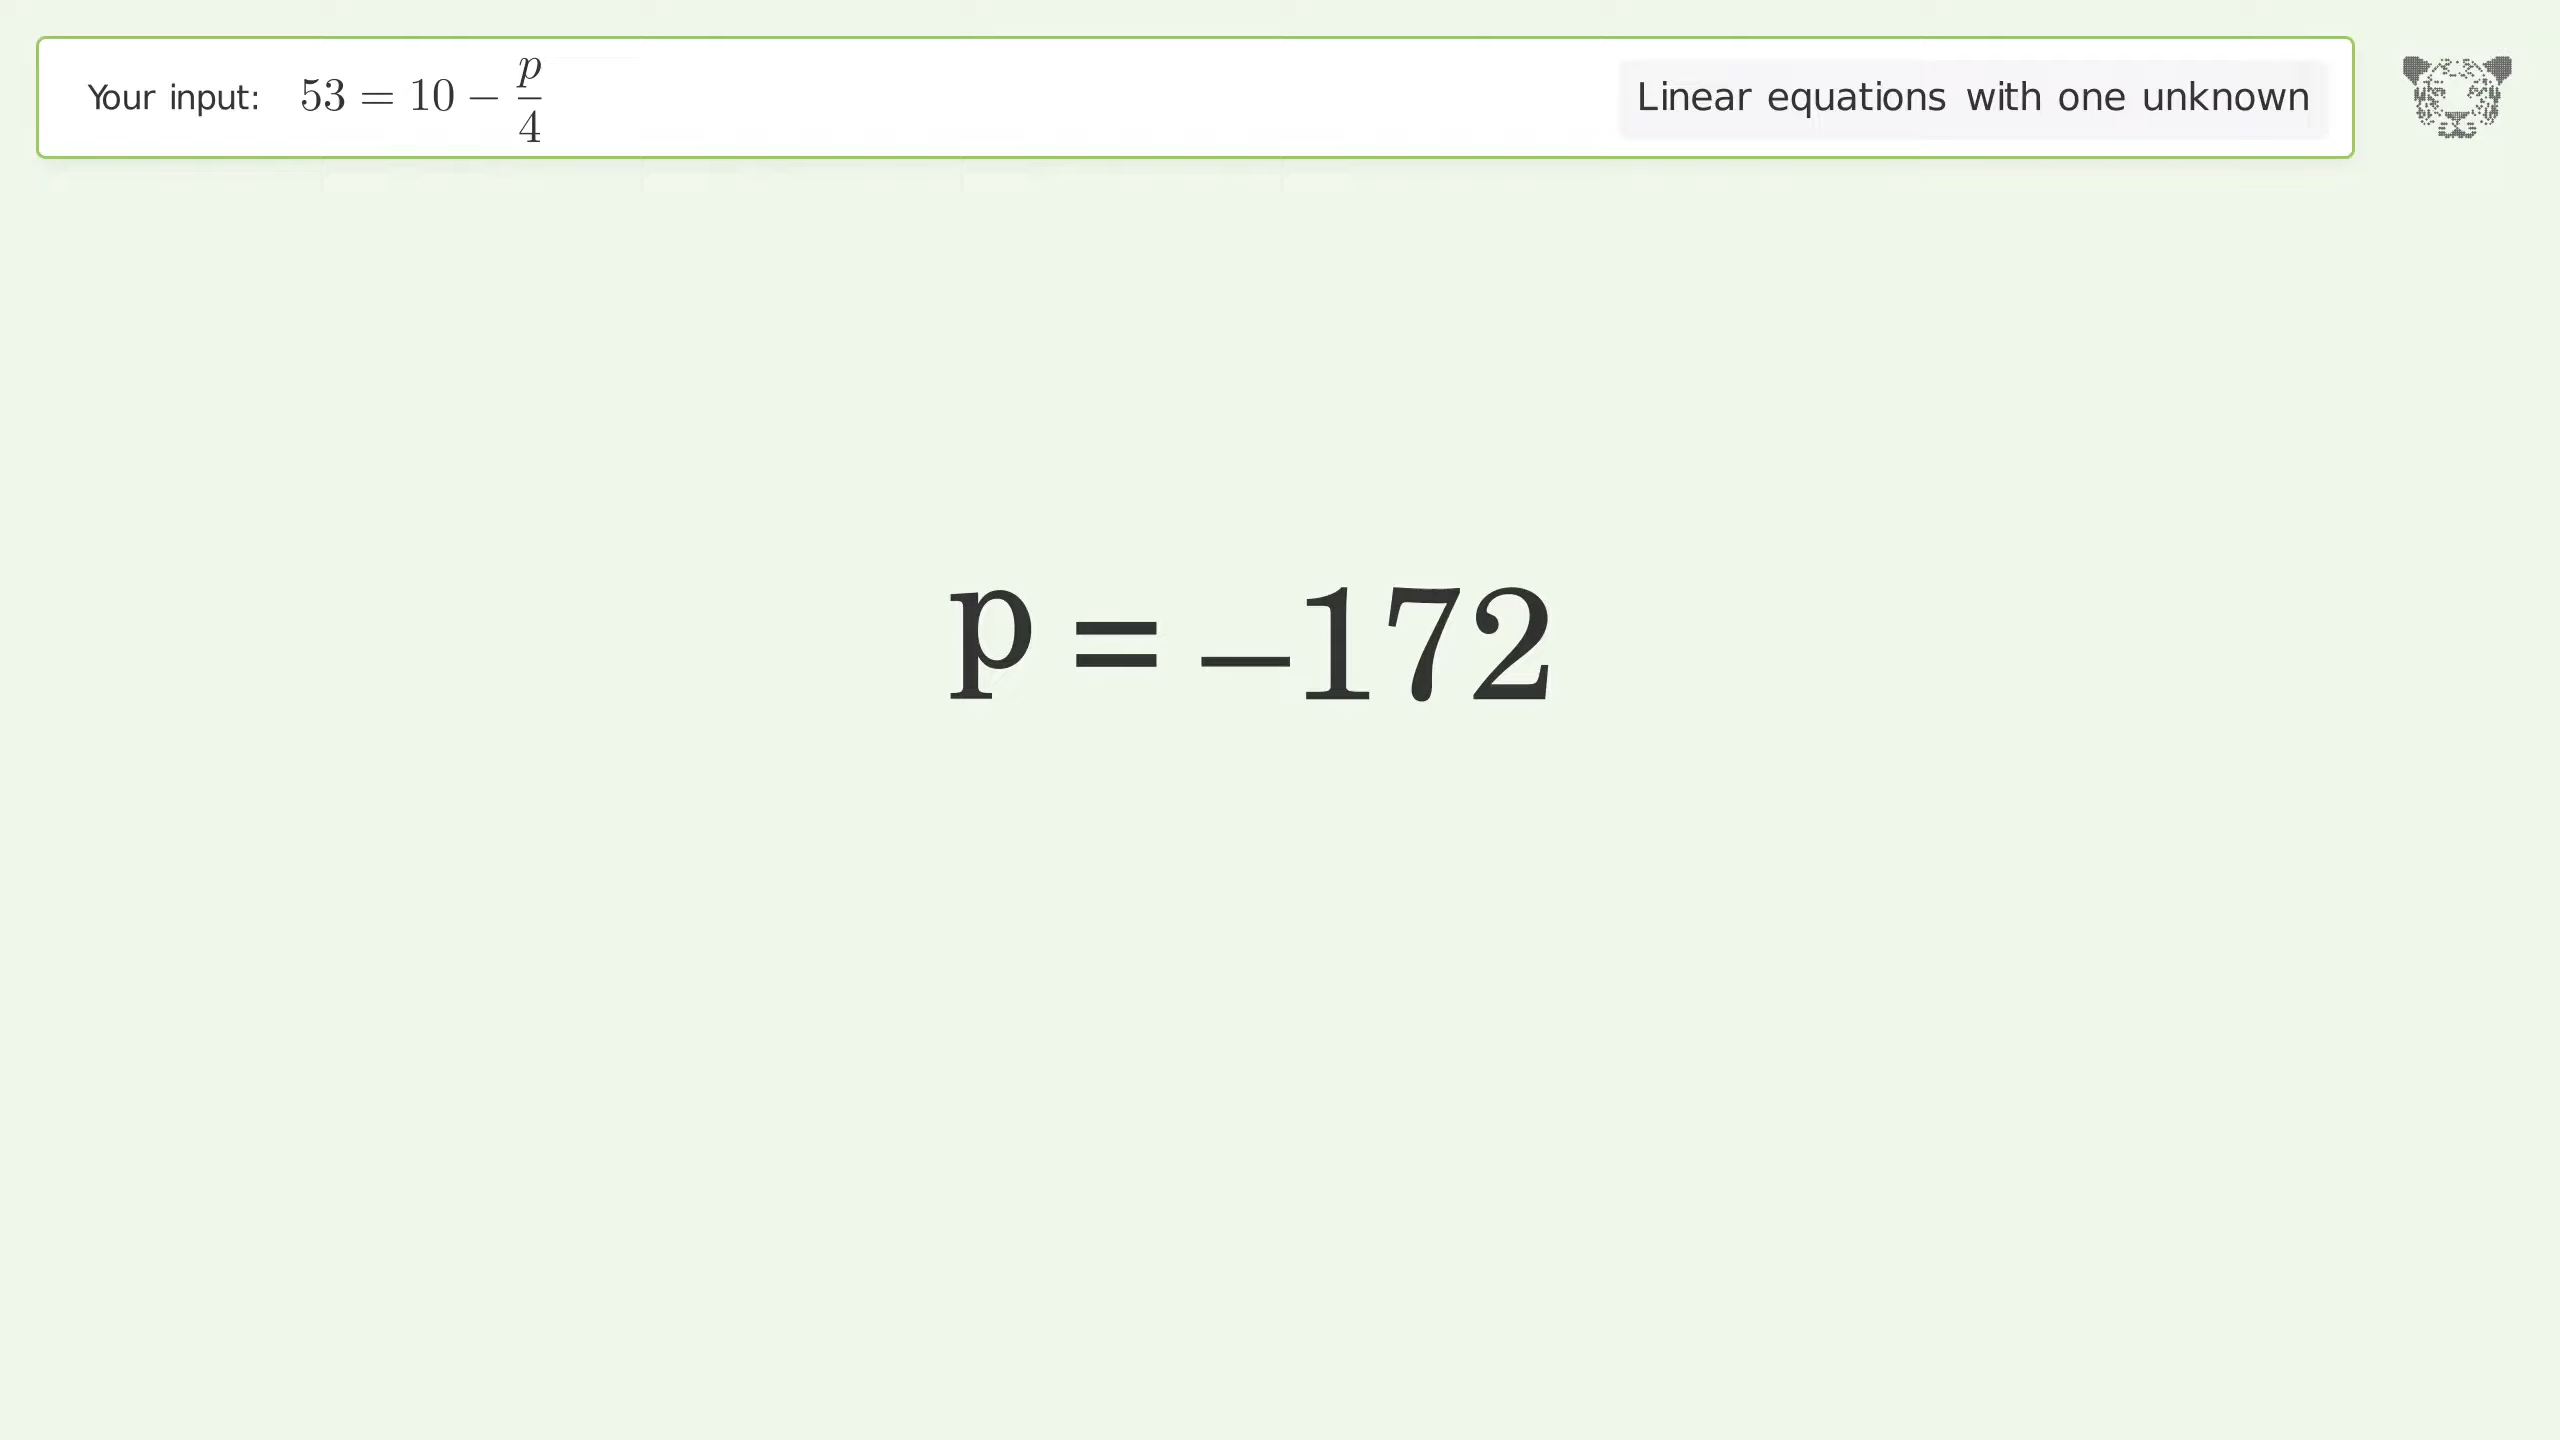 Your input: 53 = 10 − p/4
Linear equations with one unknown
p = −172